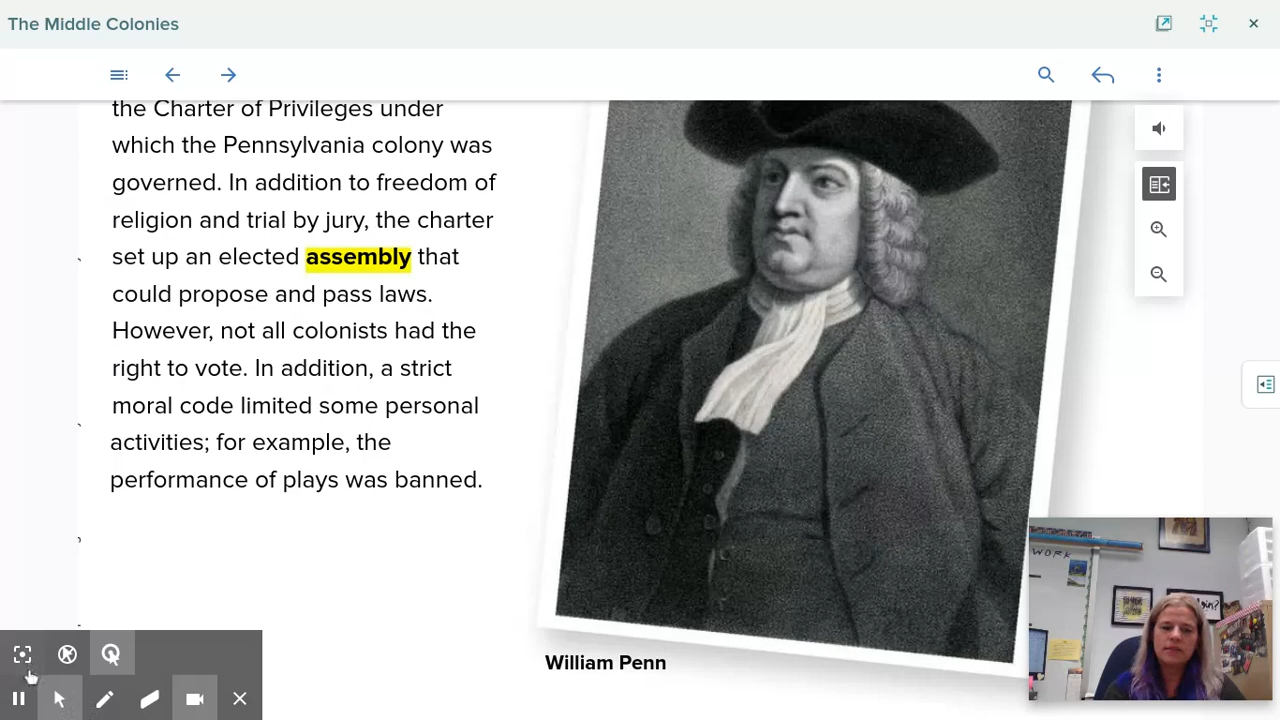 The Middle Colonies
the Charter of Privileges under
which the Pennsylvania colony was
governed. In addition to freedom of
religion and trial by jury, the charter
set up an elected assembly that
could propose and pass laws.
However, not all colonists had the
right to vote. In addition, a strict
moral code limited some personal
activities; for example, the
performance of plays was banned.
William Penn
WORK